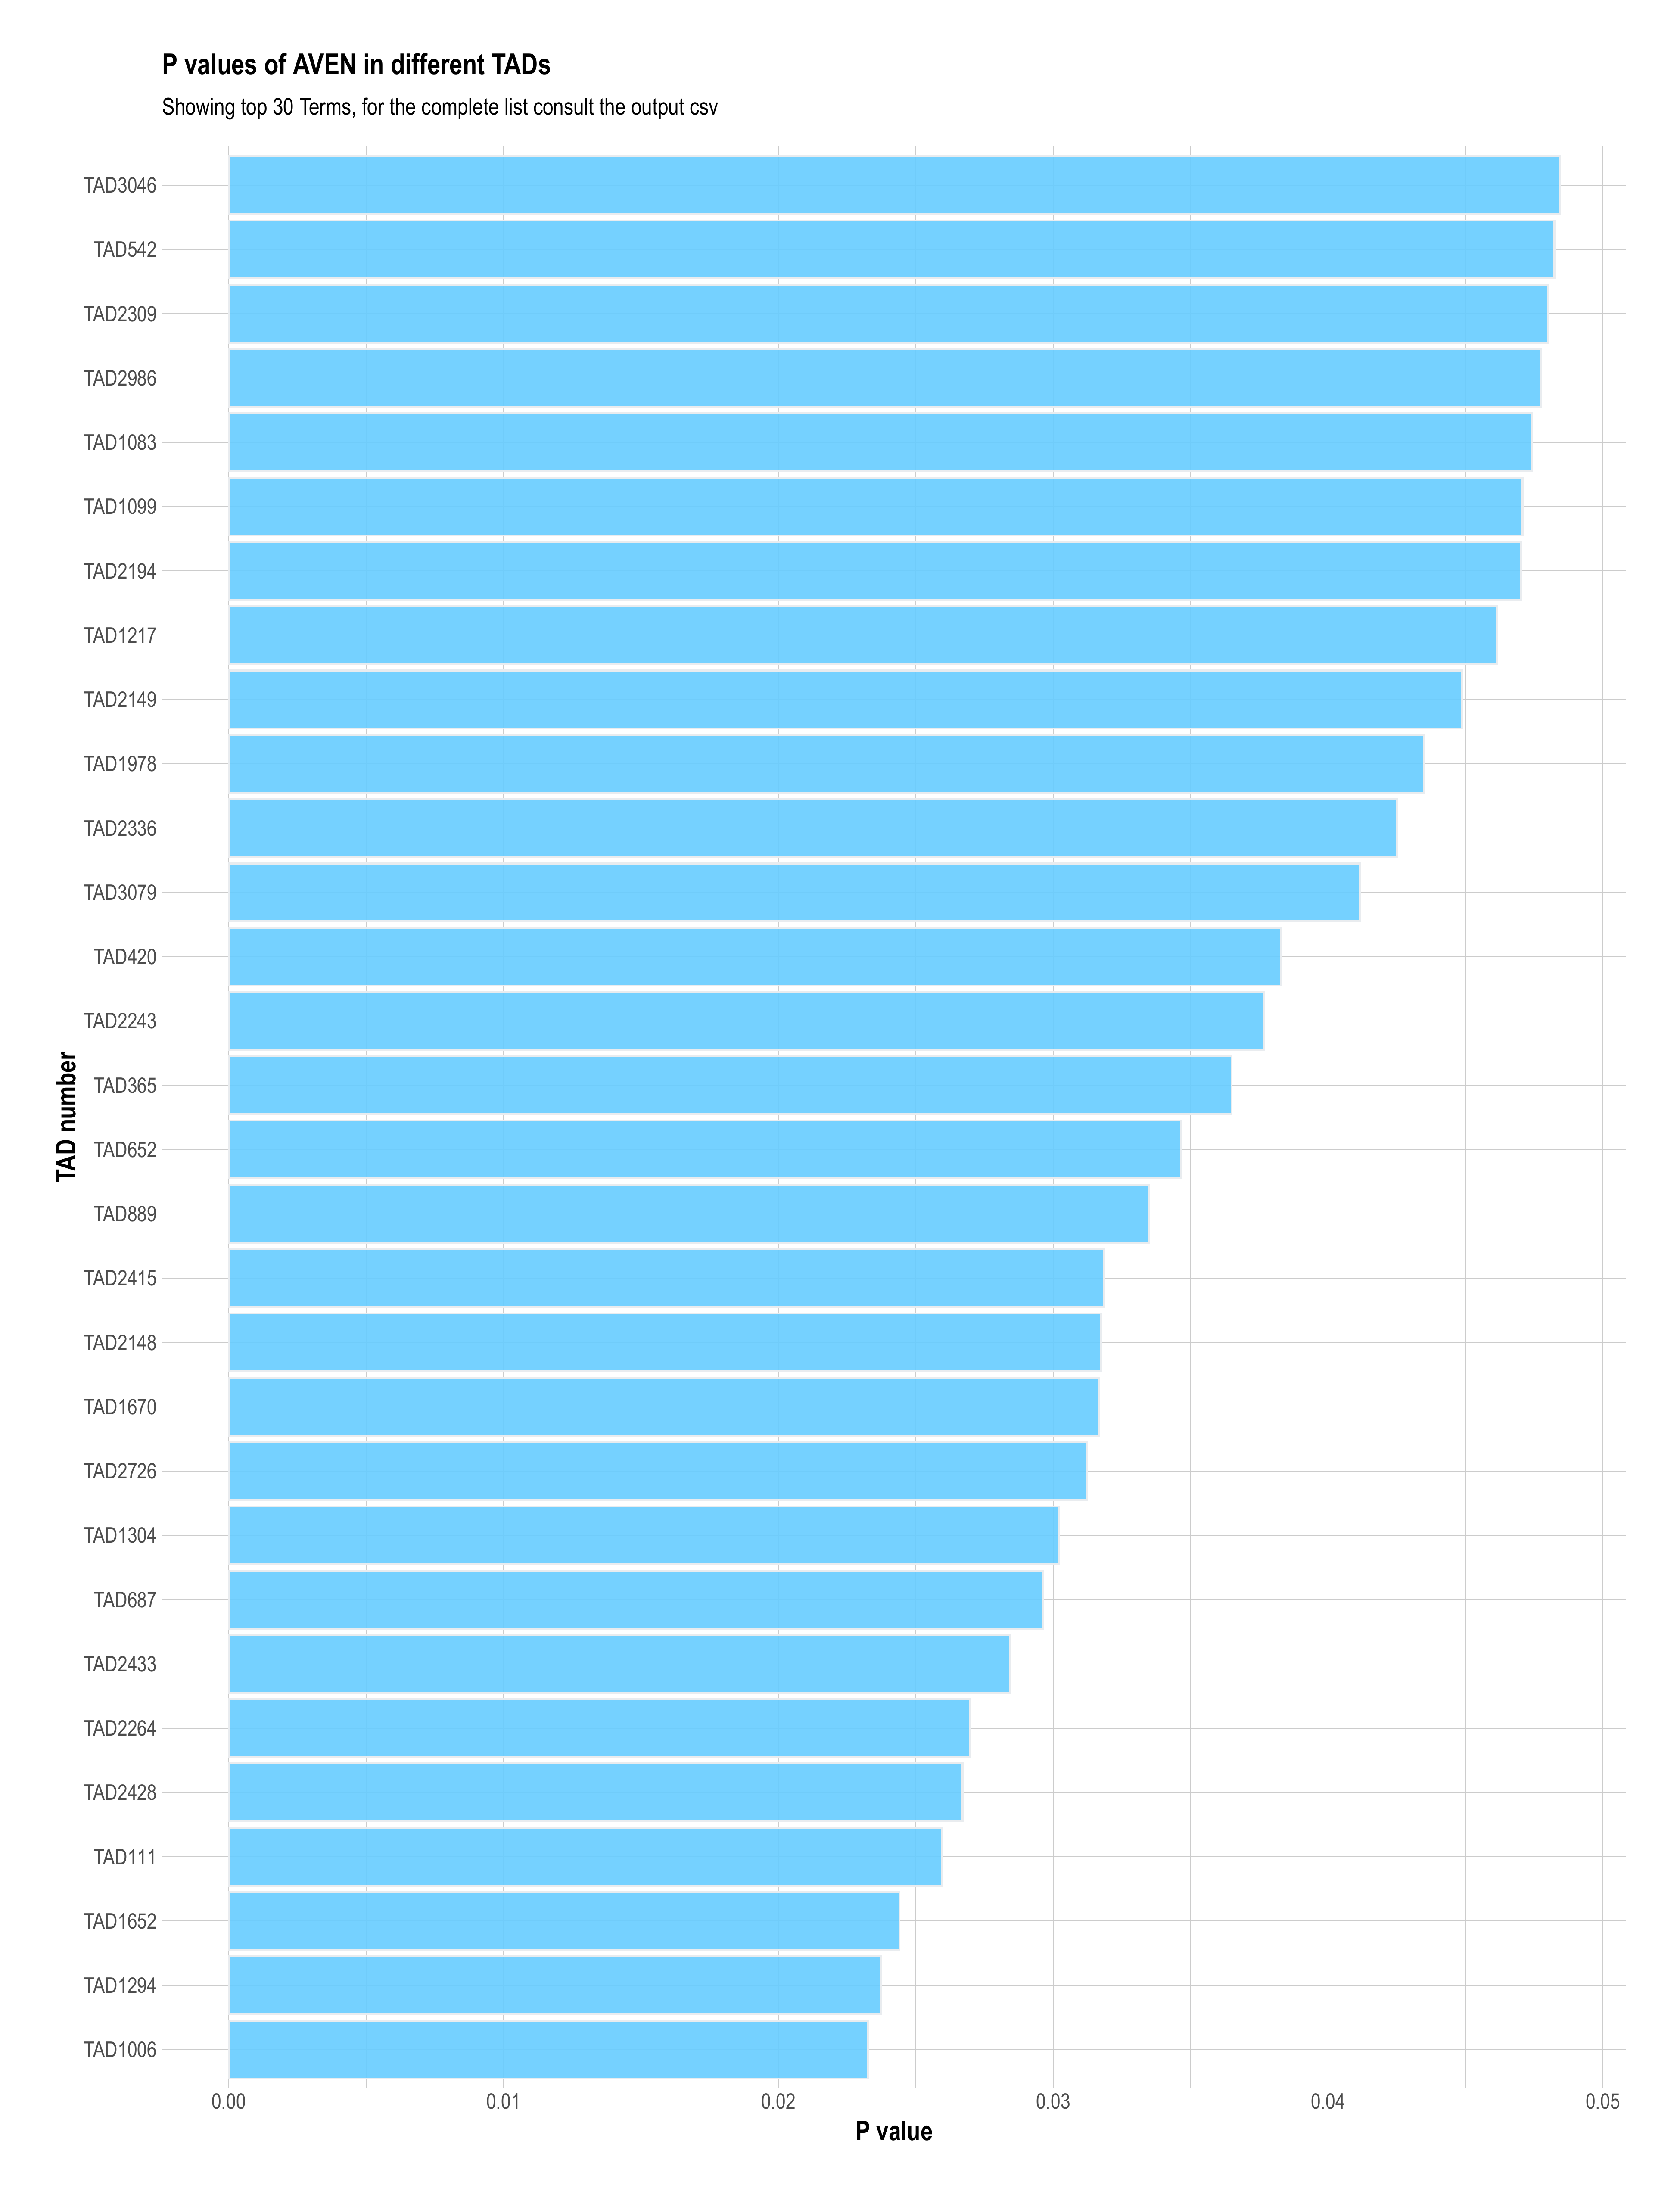 P values of AVEN in different TADs
Showing top 30 Terms, for the complete list consult the output csv
TAD3046
TAD542
TAD2309
TAD2986
TAD1083
TAD1099
TAD2194
TAD1217
TAD2149
TAD1978
TAD2336
TAD3079
TAD420
TAD2243
TAD365
TAD652
TAD889
TAD2415
TAD2148
TAD1670
TAD2726
TAD1304
TAD687
TAD2433
TAD2264
TAD2428
TAD111
TAD1652
TAD1294
TAD1006
TAD number
0.00 0.01 0.02 0.03 0.04 0.05
P value